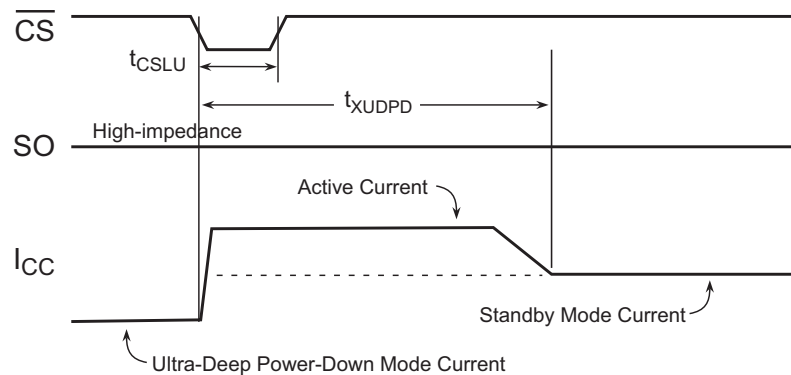 CS
tCSLU
tXUDPD
High-impedance
SO
Active Current
ICC
Standby Mode Current
Ultra-Deep Power-Down Mode Current